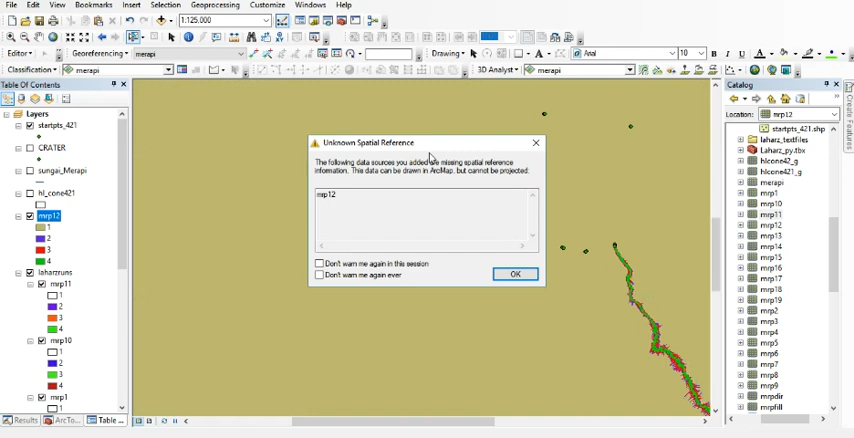 File Edit View Bookmarks Insert Selection Geoprocessing Customize Windows Help
1:125,000
Editor Georeferencing merapi Drawing Arial 10 B I U A
Classification merapi 3D Analyst merapi
Table Of Contents
Layers
startpts_421
CRATER
sungai_Merapi
hl_cone421
mrp12
1
2
3
4
laharzruns
mrp11
1
2
3
4
mrp10
1
2
3
4
mrp1
1
Results ArcTo... Table ...
Unknown Spatial Reference
The following data sources you added are missing spatial reference
information. This data can be drawn in ArcMap, but cannot be projected:
mrp12
Don't warn me again in this session
Don't warn me again ever
OK
Catalog
Location: mrp12
startpts_421.shp
laharz_textfiles
Laharz_py.tbx
hlcone42_g
hlcone421_g
merapi
mrp1
mrp10
mrp11
mrp12
mrp13
mrp14
mrp15
mrp16
mrp17
mrp18
mrp19
mrp2
mrp3
mrp4
mrp5
mrp6
mrp7
mrp8
mrp9
mrpdir
mrpfill
Create Features